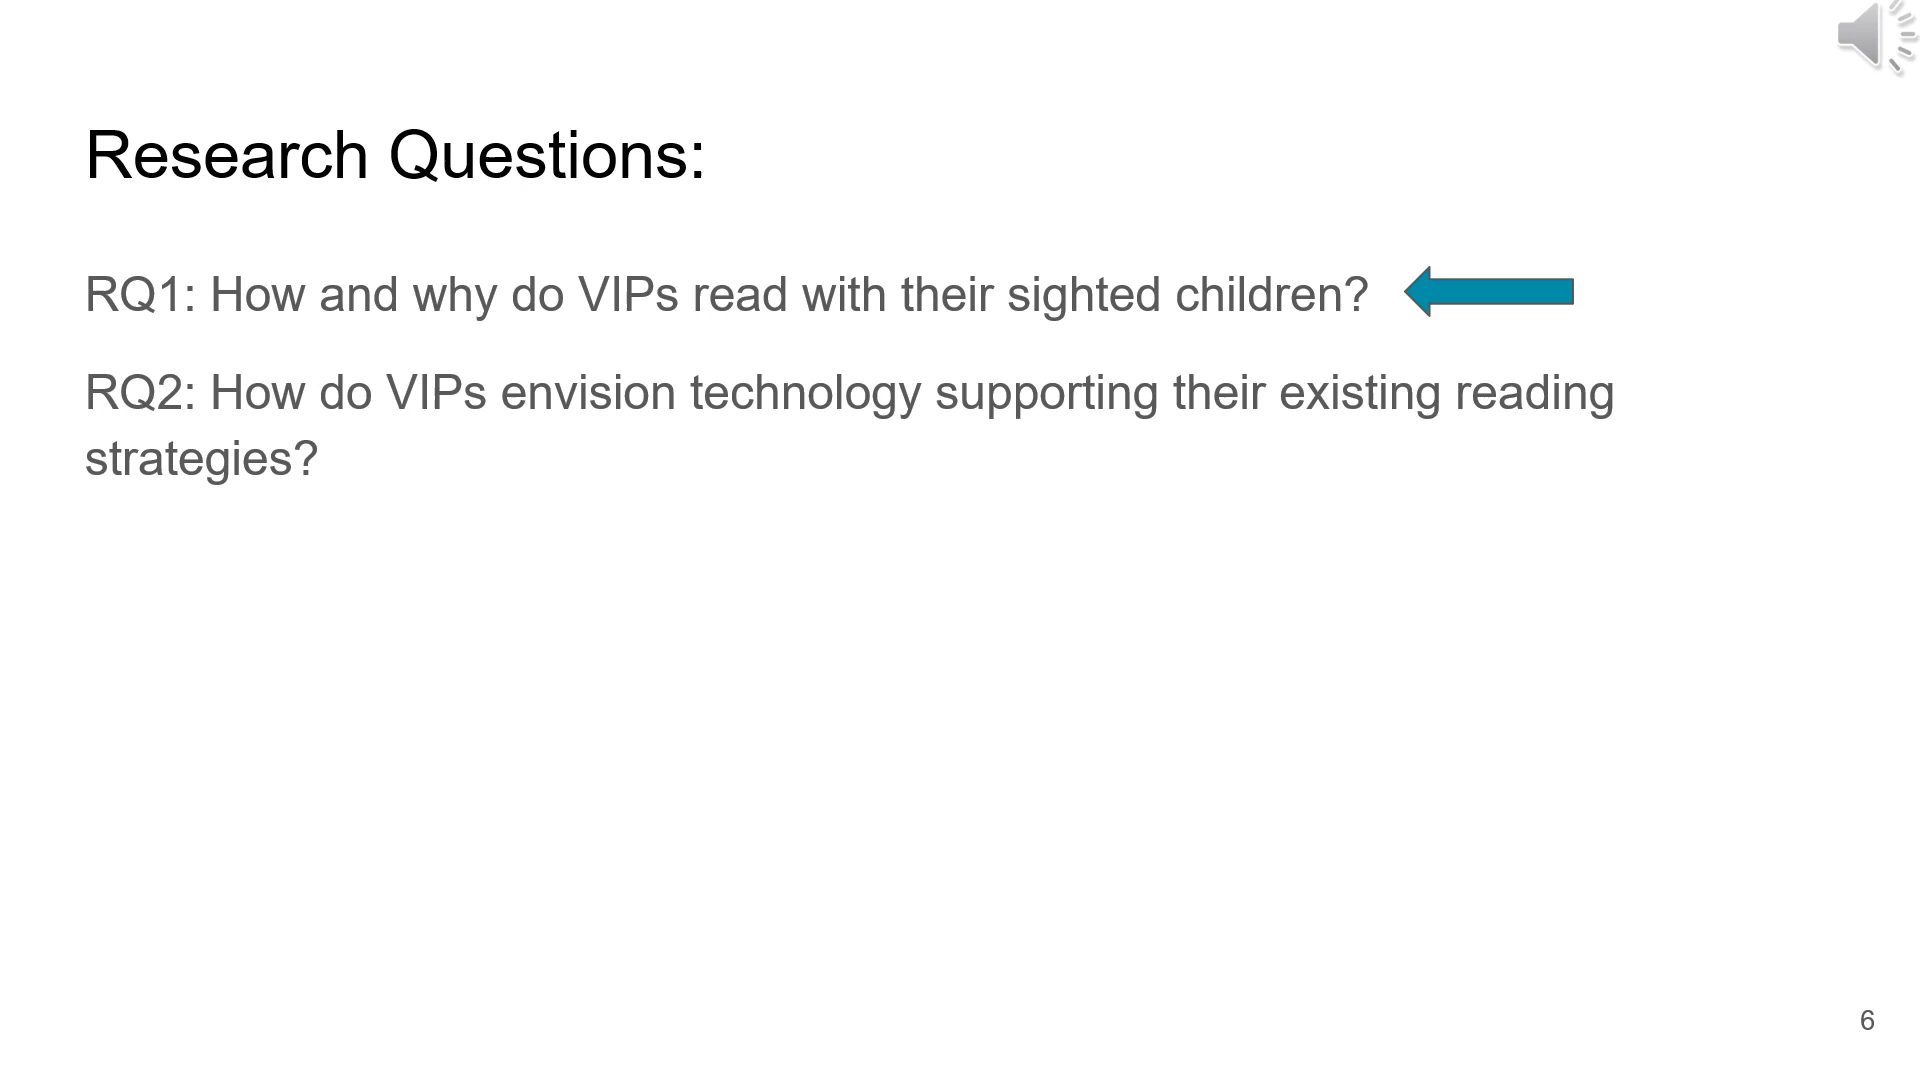 Research Questions:
RQ1: How and why do VIPs read with their sighted children?
RQ2: How do VIPs envision technology supporting their existing reading
strategies?
6